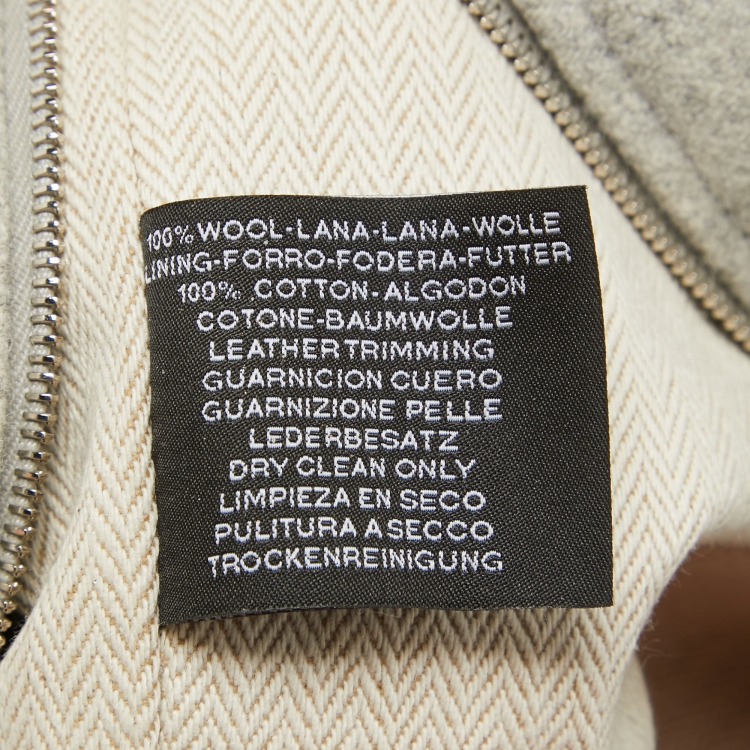 100% WOOL-LANA-LANA-WOLLE
LINING-FORRO-FODERA-FUTTER
100% COTTON-ALGODON
COTONE-BAUMWOLLE
LEATHER TRIMMING
GUARNICION CUERO
GUARNIZIONE PELLE
LEDERBESATZ
DRY CLEAN ONLY
LIMPIEZA EN SECO
PULITURA A SECCO
TROCKENREINIGUNG